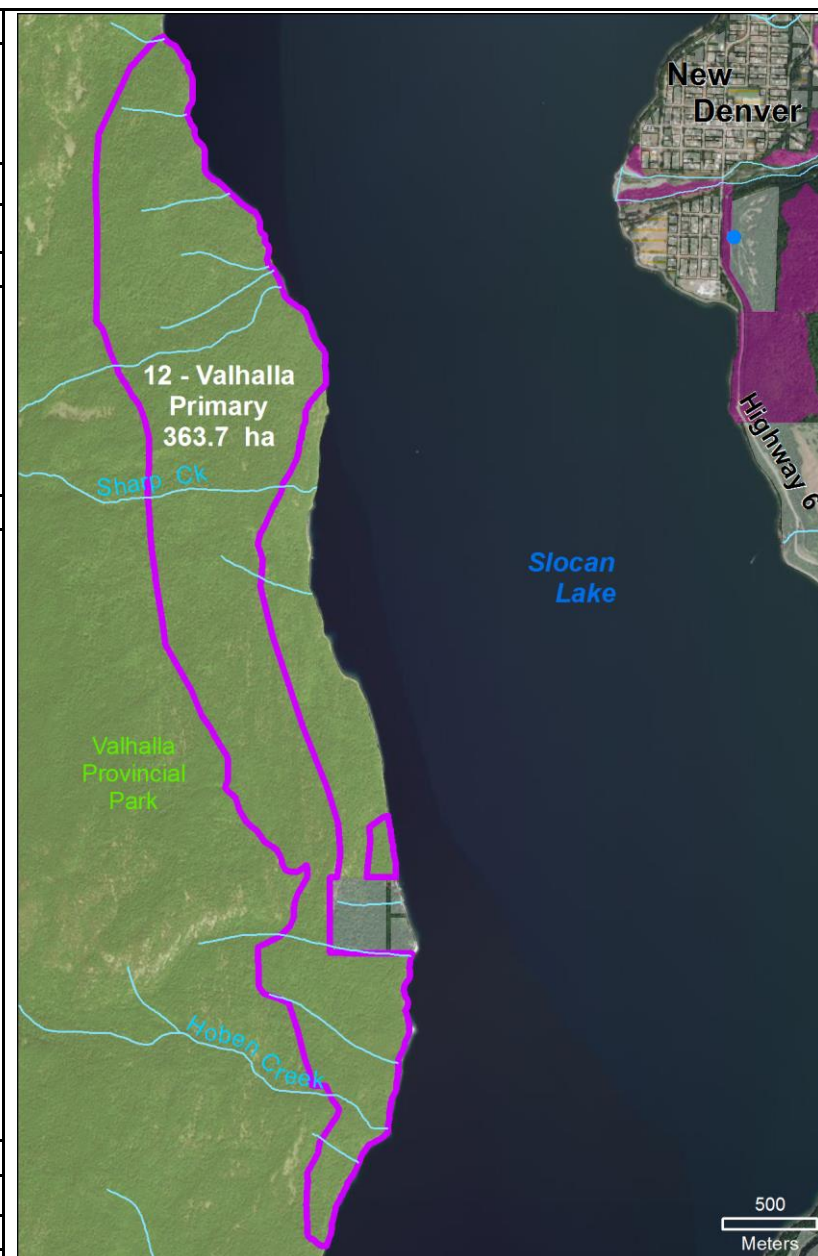 New
Denver
12 - Valhalla
Primary
363.7 ha
Sharp Ck
Highway 6
Slocan
Lake
Valhalla
Provincial
Park
Hoben Creek
500
Meters